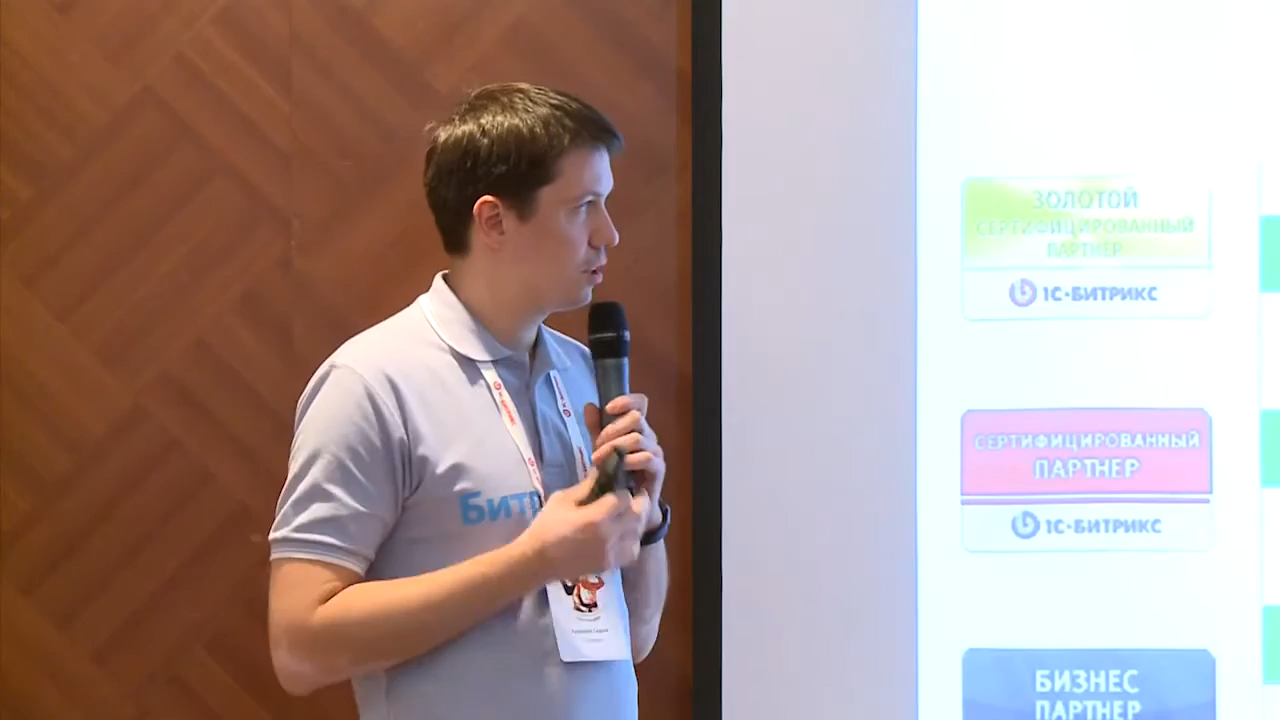 ЗОЛОТОЙ
СЕРТИФИЦИРОВАННЫЙ
ПАРТНЕР
1С·БИТРИКС
СЕРТИФИЦИРОВАННЫЙ
ПАРТНЕР
1С·БИТРИКС
БИЗНЕС
ПАРТНЕР